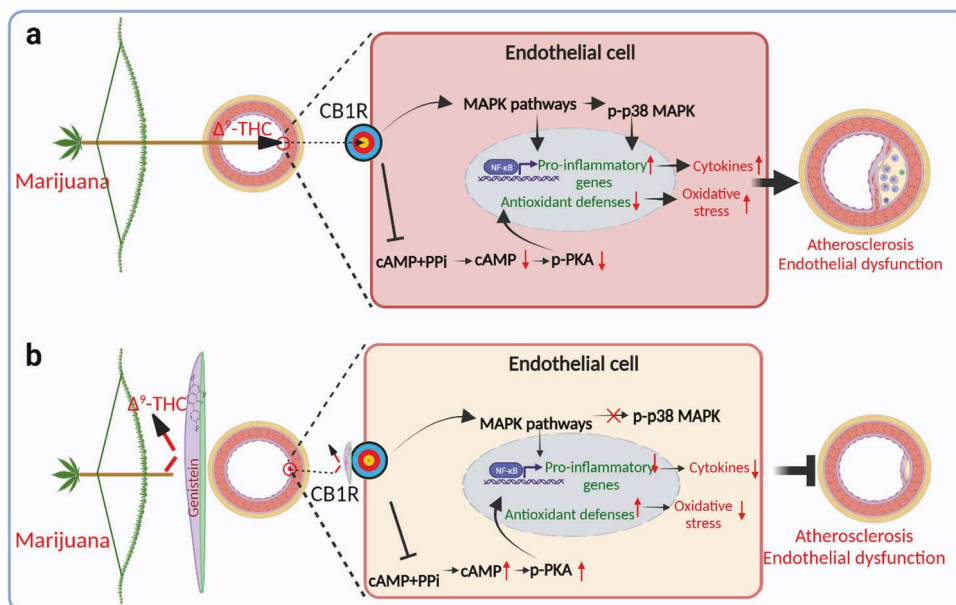 a
Endothelial cell
CB1R
MAPK pathways
p-p38 MAPK
Δ⁹-THC
Marijuana
NF-κB
Pro-inflammatory
genes
Cytokines
Antioxidant defenses
Oxidative
stress
cAMP+PPi
cAMP
p-PKA
Atherosclerosis
Endothelial dysfunction
b
Endothelial cell
Δ⁹-THC
Genistein
MAPK pathways
p-p38 MAPK
CB1R
NF-κB
Pro-inflammatory
genes
Cytokines
Antioxidant defenses
Oxidative
stress
Marijuana
cAMP+PPi
cAMP
p-PKA
Atherosclerosis
Endothelial dysfunction